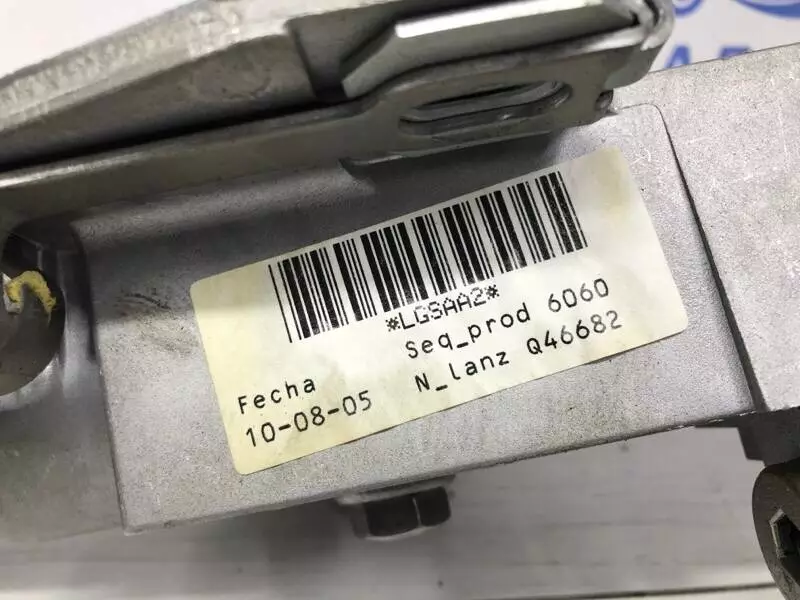 *LGSAA2*
Seq_prod 6060
Fecha
N_lanz Q46682
10-08-05